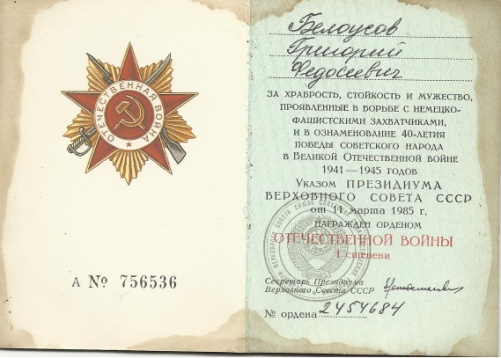 ОТЕЧЕСТВЕННАЯ ВОЙНА
А № 756536
Белоусов
Григорий
Федосеевич
ЗА ХРАБРОСТЬ, СТОЙКОСТЬ И МУЖЕСТВО,
ПРОЯВЛЕННЫЕ В БОРЬБЕ С НЕМЕЦКО-
ФАШИСТСКИМИ ЗАХВАТЧИКАМИ,
И В ОЗНАМЕНОВАНИЕ 40-ЛЕТИЯ
ПОБЕДЫ СОВЕТСКОГО НАРОДА
В ВЕЛИКОЙ ОТЕЧЕСТВЕННОЙ ВОЙНЕ
1941—1945 ГОДОВ
УКАЗОМ ПРЕЗИДИУМА
ВЕРХОВНОГО СОВЕТА СССР
от 11 марта 1985 г.
НАГРАЖДЕН ОРДЕНОМ
ОТЕЧЕСТВЕННОЙ ВОЙНЫ
I степени
Секретарь Президиума
Верховного Совета СССР
№ ордена 2454684